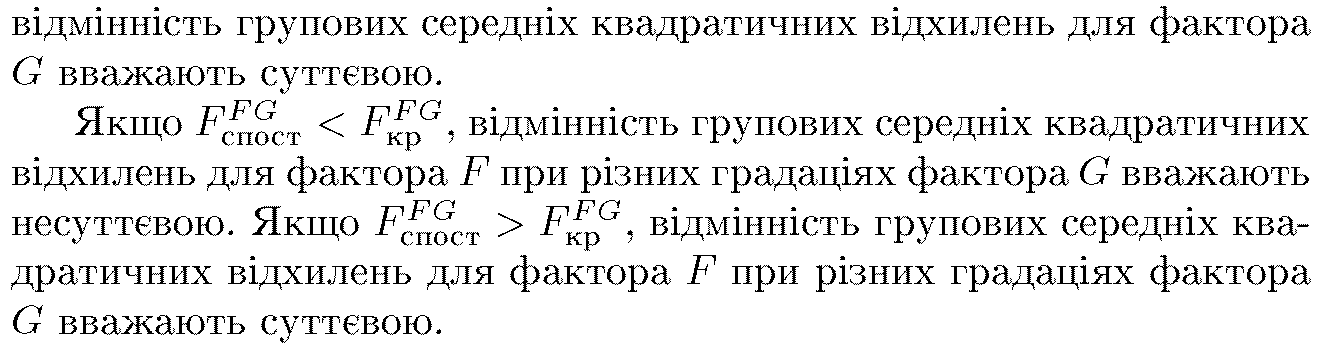 відмінність групових середніх квадратичних відхилень для фактора
G вважають суттєвою.
Якщо F^{FG}_{спост} < F^{FG}_{кр}, відмінність групових середніх квадратичних
відхилень для фактора F при різних градаціях фактора G вважають
несуттєвою. Якщо F^{FG}_{спост} > F^{FG}_{кр}, відмінність групових середніх ква-
дратичних відхилень для фактора F при різних градаціях фактора
G вважають суттєвою.